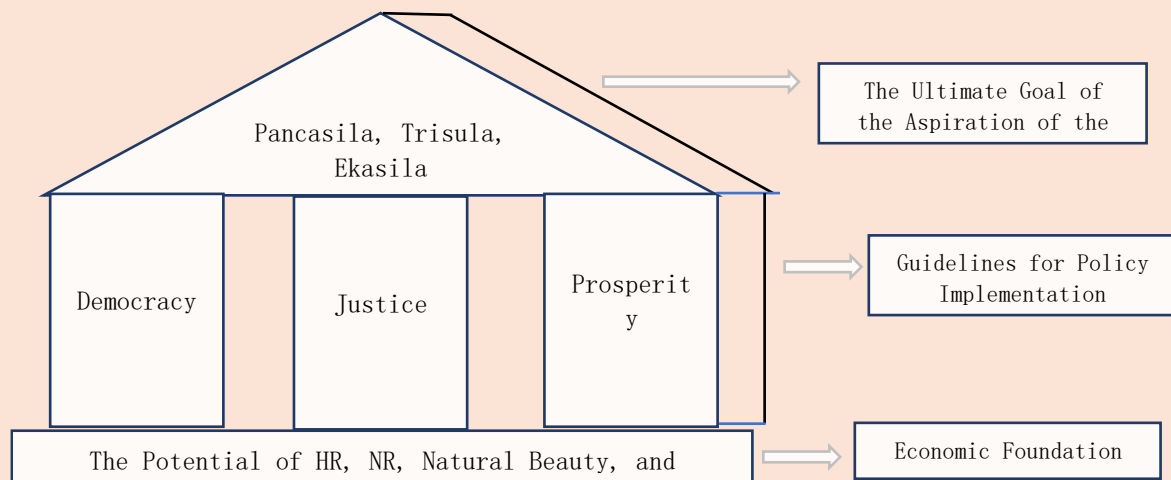 Pancasila, Trisula,
Ekasila
The Ultimate Goal of
the Aspiration of the
Democracy
Justice
Prosperit
y
Guidelines for Policy
Implementation
The Potential of HR, NR, Natural Beauty, and
Economic Foundation